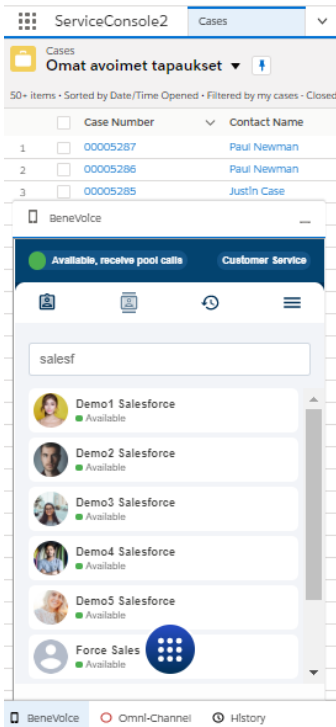 ServiceConsole2
Cases
Cases
Omat avoimet tapaukset
50+ items • Sorted by Date/Time Opened • Filtered by my cases - Closed
Case Number
Contact Name
1
00005287
Paul Newman
2
00005286
Paul Newman
3
00005285
Justin Case
BeneVoice
Available, receive pool calls
Customer Service
salesf
Demo1 Salesforce
Available
Demo2 Salesforce
Available
Demo3 Salesforce
Available
Demo4 Salesforce
Available
Demo5 Salesforce
Available
Force Sales
Available
BeneVoice
Omni-Channel
History